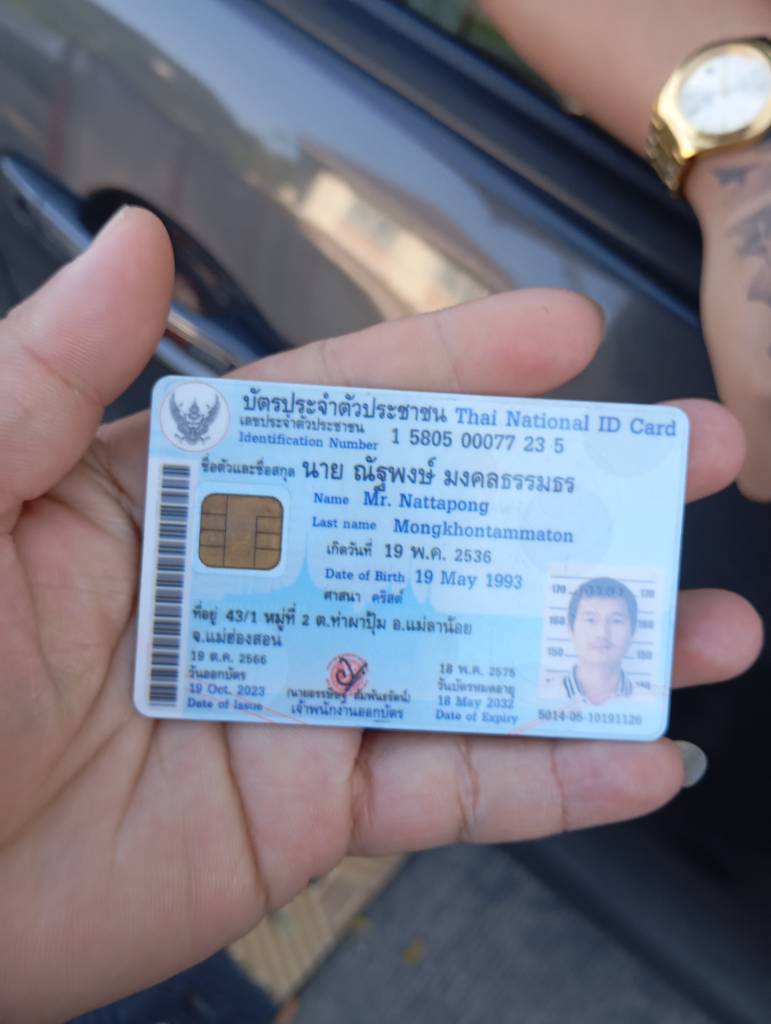 บัตรประจำตัวประชาชน Thai National ID Card
เลขประจำตัวประชาชน
Identification Number 1 5805 00077 23 5
ชื่อตัวและชื่อสกุล นาย ณัฐพงษ์ มงคลธรรมธร
Name Mr. Nattapong
Last name Mongkhontammaton
เกิดวันที่ 19 พ.ค. 2536
Date of Birth 19 May 1993
ศาสนา คริสต์
ที่อยู่ 43/1 หมู่ที่ 2 ต.ท่าผาปุ้ม อ.แม่ลาน้อย
จ.แม่ฮ่องสอน
19 ต.ค. 2566
วันออกบัตร
19 Oct. 2023
Date of Issue
เจ้าพนักงานออกบัตร
18 พ.ค. 2575
วันบัตรหมดอายุ
18 May 2032
Date of Expiry
170 170
160 160
150 150
5014-05-10191126